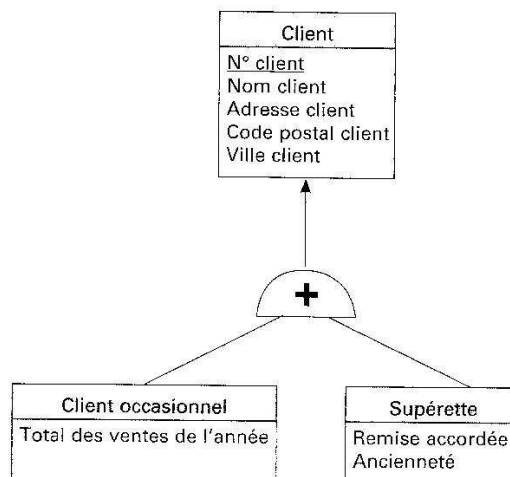 Client
N° client
Nom client
Adresse client
Code postal client
Ville client
+
Client occasionnel
Total des ventes de l'année
Supérette
Remise accordée
Ancienneté